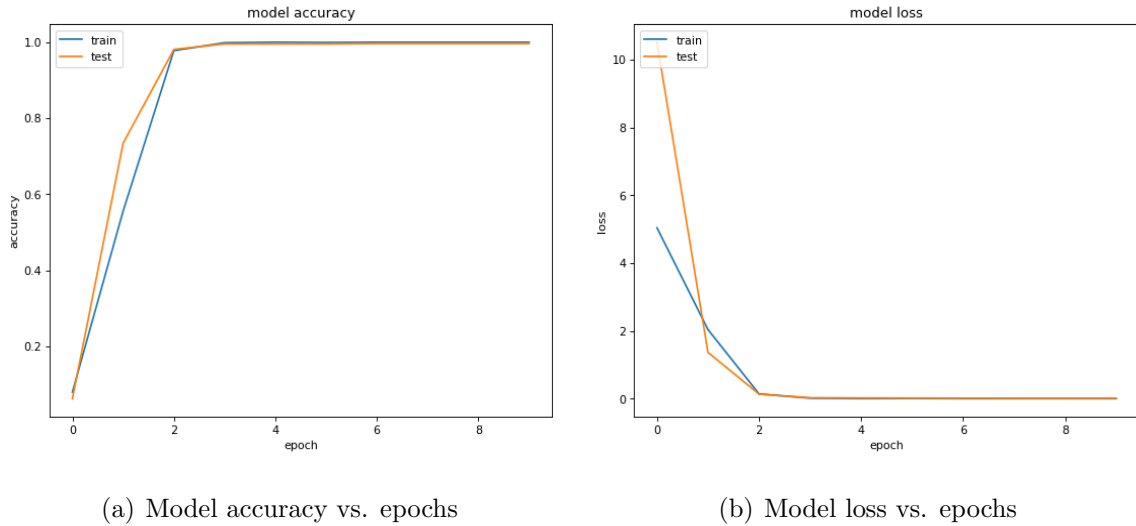 model accuracy
train
test
1.0
0.8
0.6
0.4
0.2
accuracy
0 2 4 6 8
epoch
(a) Model accuracy vs. epochs
model loss
train
test
10
8
6
4
2
0
loss
0 2 4 6 8
epoch
(b) Model loss vs. epochs